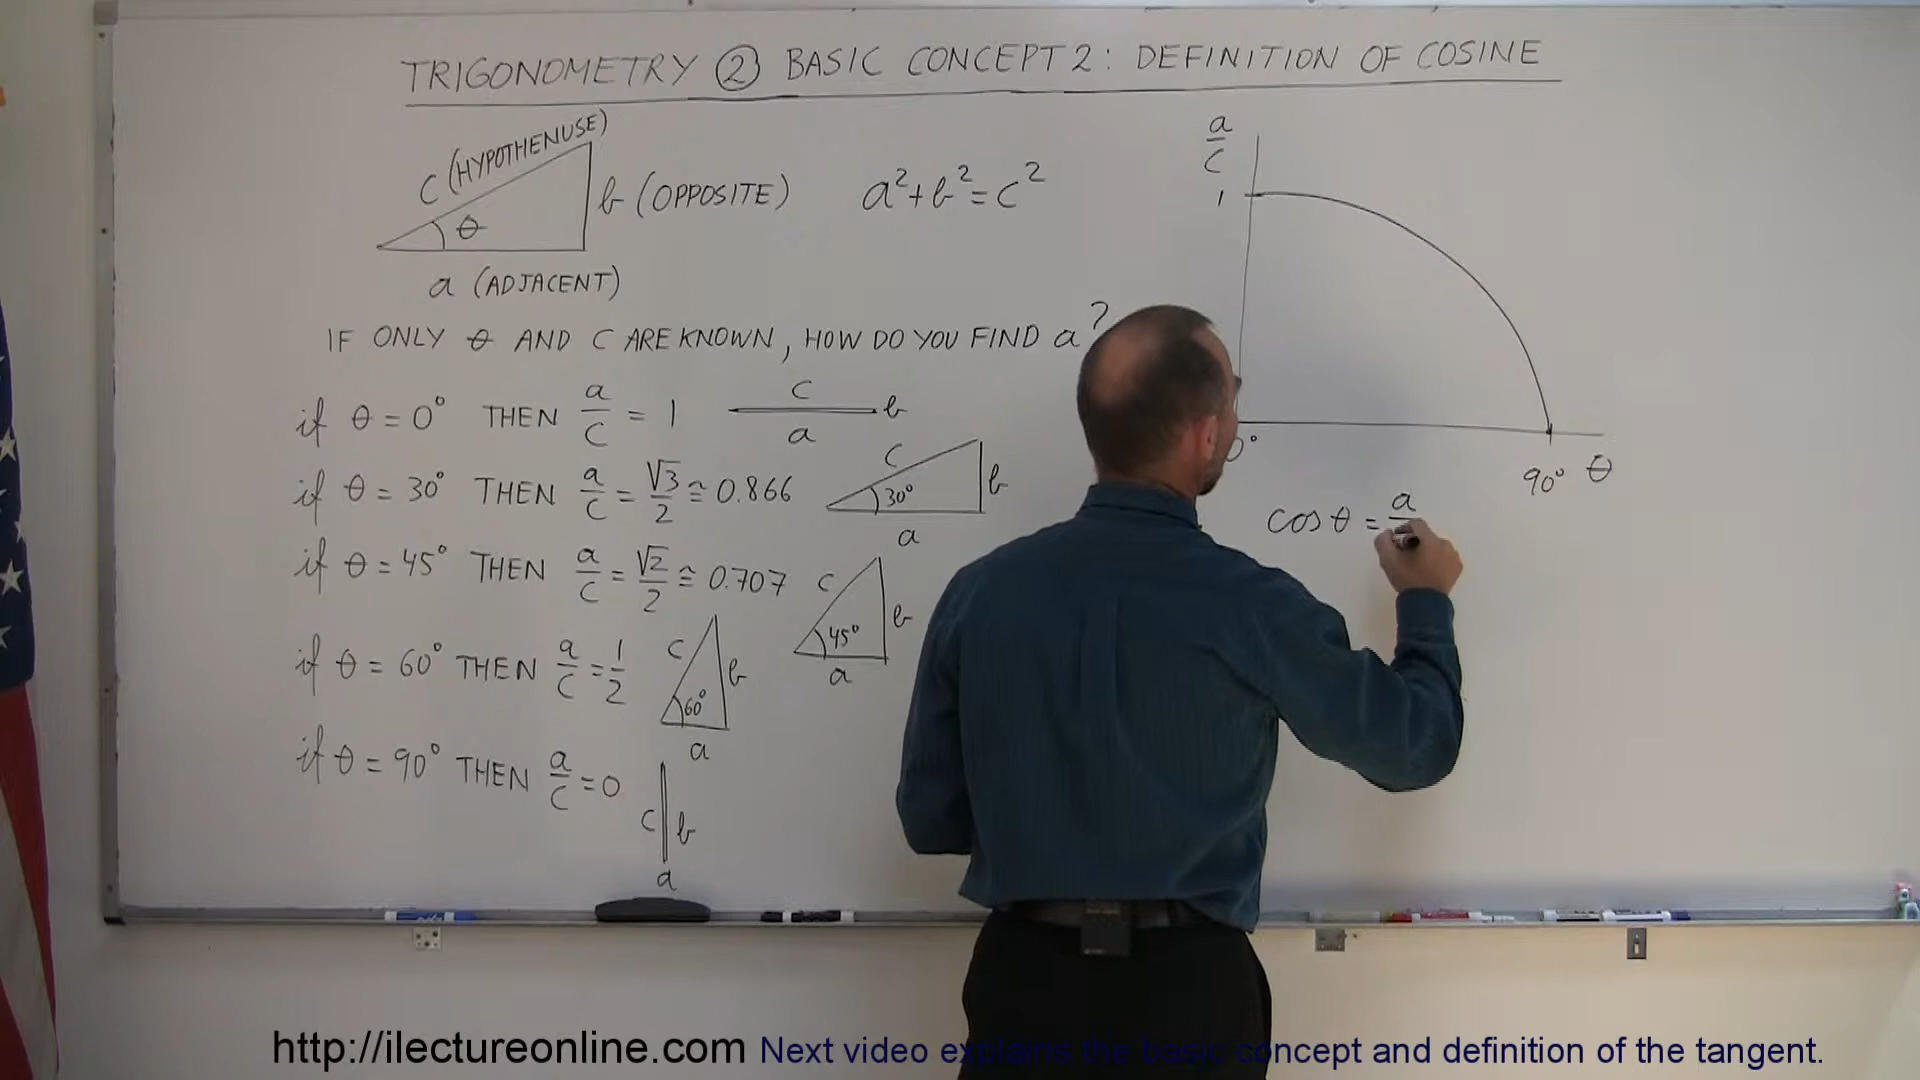 TRIGONOMETRY ② BASIC CONCEPT 2: DEFINITION OF COSINE
C (HYPOTHENUSE)
θ
b (OPPOSITE)
a (ADJACENT)
a²+b²=c²
IF ONLY θ AND C ARE KNOWN, HOW DO YOU FIND a?
if θ = 0° THEN a/c = 1
c
b
a
if θ = 30° THEN a/c = √3/2 ≅ 0.866
c
30°
b
a
if θ = 45° THEN a/c = √2/2 ≅ 0.707
c
45°
b
a
if θ = 60° THEN a/c = 1/2
c
60°
b
a
if θ = 90° THEN a/c = 0
c
b
a
a/c
1
0°
90° θ
cos θ = a
http://ilectureonline.com Next video explains the basic concept and definition of the tangent.